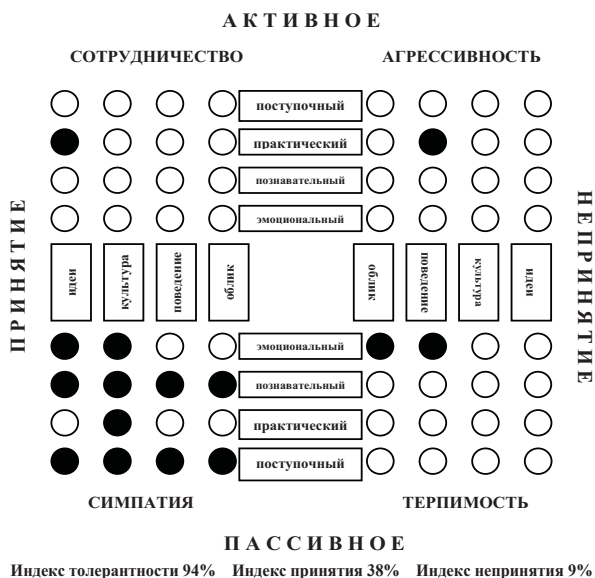 АКТИВНОЕ
СОТРУДНИЧЕСТВО АГРЕССИВНОСТЬ
поступочный
практический
познавательный
эмоциональный
ПРИНЯТИЕ
НЕПРИНЯТИЕ
идеи культура поведение облик облик поведение культура идеи
эмоциональный
познавательный
практический
поступочный
СИМПАТИЯ ТЕРПИМОСТЬ
ПАССИВНОЕ
Индекс толерантности 94% Индекс принятия 38% Индекс непринятия 9%